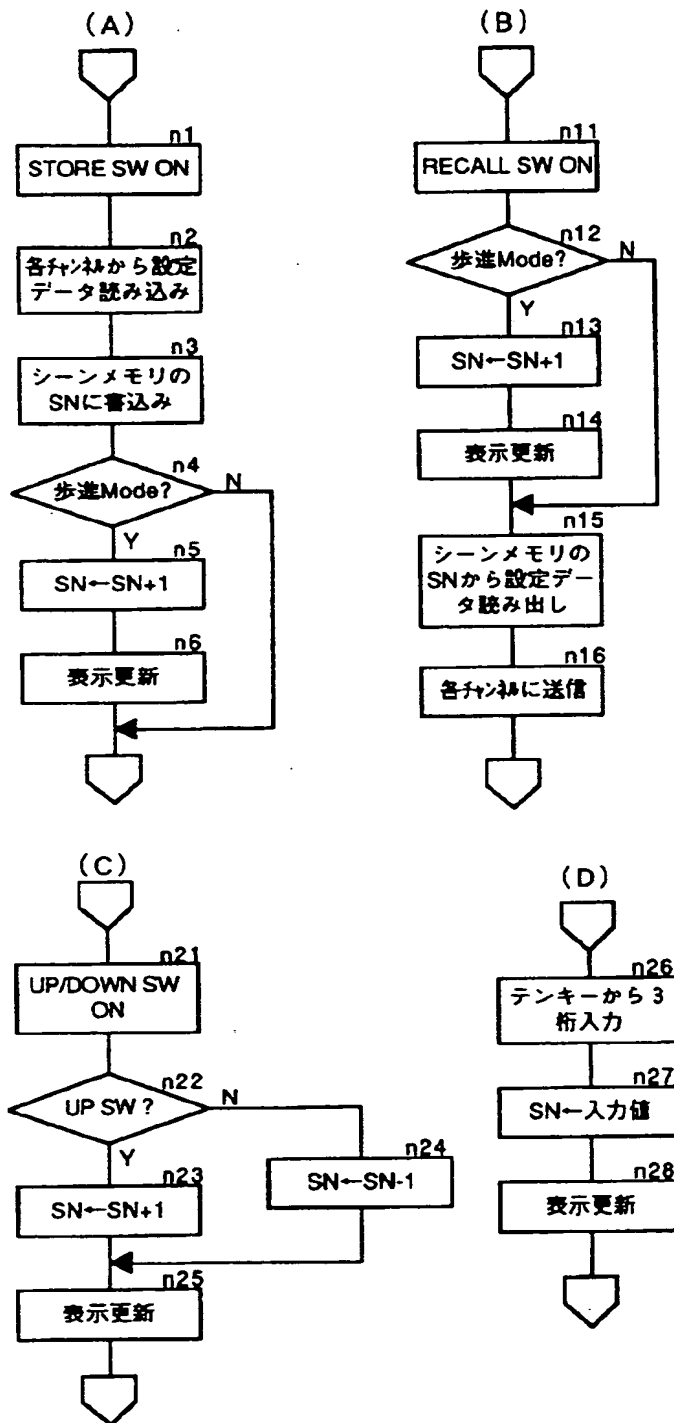 (A)
n1
STORE SW ON
n2
各チャンネルから設定
データ読み込み
n3
シーンメモリの
SNに書込み
n4
歩進Mode?
N
Y
n5
SN←SN+1
n6
表示更新
(B)
n11
RECALL SW ON
n12
歩進Mode?
N
Y
n13
SN←SN+1
n14
表示更新
n15
シーンメモリの
SNから設定デー
タ読み出し
n16
各チャンネルに送信
(C)
n21
UP/DOWN SW
ON
n22
UP SW ?
N
Y
n24
SN←SN-1
n23
SN←SN+1
n25
表示更新
(D)
n26
テンキーから3
桁入力
n27
SN←入力値
n28
表示更新